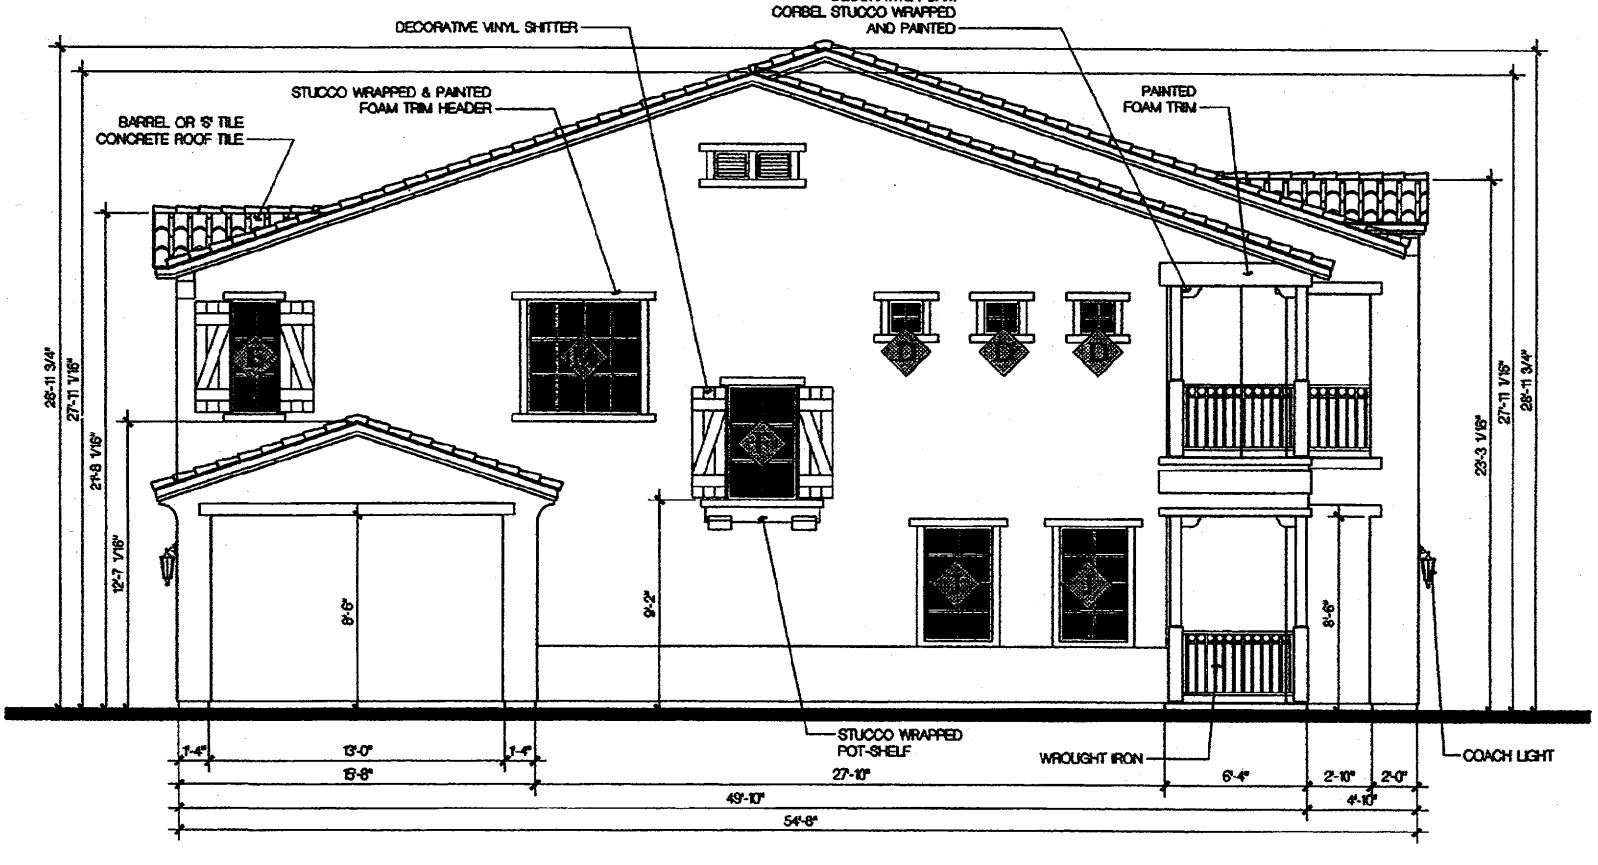 CORBEL STUCCO WRAPPED
AND PAINTED
DECORATIVE VINYL SHTTER
STUCCO WRAPPED & PAINTED
FOAM TRIM HEADER
PAINTED
FOAM TRIM
BARREL OR 'S' TILE
CONCRETE ROOF TILE
28'-11 3/4"
27'-11 1/16"
21'-8 1/16"
12'-7 1/16"
8'-6"
9'-2"
8'-6"
23'-3 1/16"
27'-11 1/16"
28'-11 3/4"
D
D
STUCCO WRAPPED
POT-SHELF
WROUGHT IRON
COACH LIGHT
1'-4"
13'-0"
1'-4"
15'-8"
27'-10"
6'-4"
2'-10"
2'-0"
49'-10"
4'-10"
54'-8"